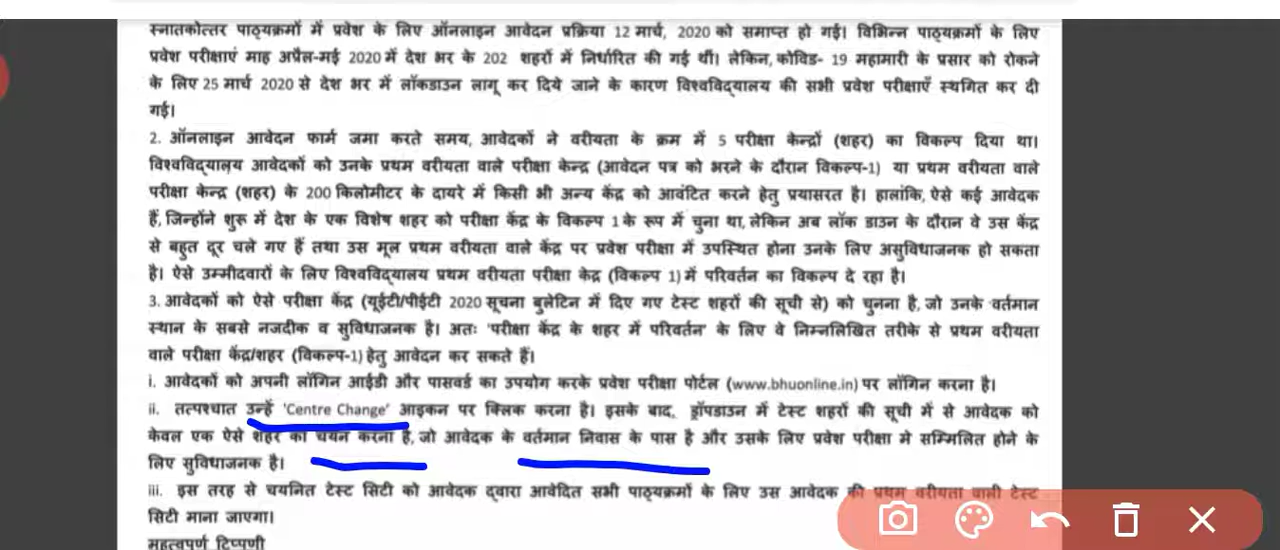 स्नातकोत्तर पाठ्यक्रमों में प्रवेश के लिए ऑनलाइन आवेदन प्रक्रिया 12 मार्च, 2020 को समाप्त हो गई। विभिन्न पाठ्यक्रमों के लिए
प्रवेश परीक्षाएं माह अप्रैल-मई 2020 में देश भर के 202 शहरों में निर्धारित की गई थीं। लेकिन, कोविड- 19 महामारी के प्रसार को रोकने
के लिए 25 मार्च 2020 से देश भर में लॉकडाउन लागू कर दिये जाने के कारण विश्वविद्यालय की सभी प्रवेश परीक्षाएँ स्थगित कर दी
गई।
2. ऑनलाइन आवेदन फार्म जमा करते समय, आवेदकों ने वरीयता के क्रम में 5 परीक्षा केन्द्रों (शहर) का विकल्प दिया था।
विश्वविद्यालय आवेदकों को उनके प्रथम वरीयता वाले परीक्षा केन्द्र (आवेदन पत्र को भरने के दौरान विकल्प-1) या प्रथम वरीयता वाले
परीक्षा केन्द्र (शहर) के 200 किलोमीटर के दायरे में किसी भी अन्य केंद्र को आवंटित करने हेतु प्रयासरत है। हालांकि, ऐसे कई आवेदक
हैं, जिन्होंने शुरू में देश के एक विशेष शहर को परीक्षा केंद्र के विकल्प 1 के रूप में चुना था, लेकिन अब लॉक डाउन के दौरान वे उस केंद्र
से बहुत दूर चले गए हैं तथा उस मूल प्रथम वरीयता वाले केंद्र पर प्रवेश परीक्षा में उपस्थित होना उनके लिए असुविधाजनक हो सकता
है। ऐसे उम्मीदवारों के लिए विश्वविद्यालय प्रथम वरीयता परीक्षा केद्र (विकल्प 1) में परिवर्तन का विकल्प दे रहा है।
3. आवेदकों को ऐसे परीक्षा केंद्र (यूईटी/पीईटी 2020 सूचना बुलेटिन में दिए गए टेस्ट शहरों की सूची से) को चुनना है, जो उनके वर्तमान
स्थान के सबसे नजदीक व सुविधाजनक है। अतः 'परीक्षा केंद्र के शहर में परिवर्तन' के लिए वे निम्नलिखित तरीके से प्रथम वरीयता
वाले परीक्षा केंद्र/शहर (विकल्प-1) हेतु आवेदन कर सकते हैं।
i. आवेदकों को अपनी लॉगिन आईडी और पासवर्ड का उपयोग करके प्रवेश परीक्षा पोर्टल (www.bhuonline.in) पर लॉगिन करना है।
ii. तत्पश्चात उन्हें 'Centre Change' आइकन पर क्लिक करना है। इसके बाद, ड्रॉपडाउन में टेस्ट शहरों की सूची में से आवेदक को
केवल एक ऐसे शहर का चयन करना है, जो आवेदक के वर्तमान निवास के पास है और उसके लिए प्रवेश परीक्षा मे सम्मिलित होने के
लिए सुविधाजनक है।
iii. इस तरह से चयनित टेस्ट सिटी को आवेदक द्वारा आवेदित सभी पाठ्यक्रमों के लिए उस आवेदक की प्रथम वरीयता वाली टेस्ट
सिटी माना जाएगा।
महत्वपूर्ण टिप्पणी